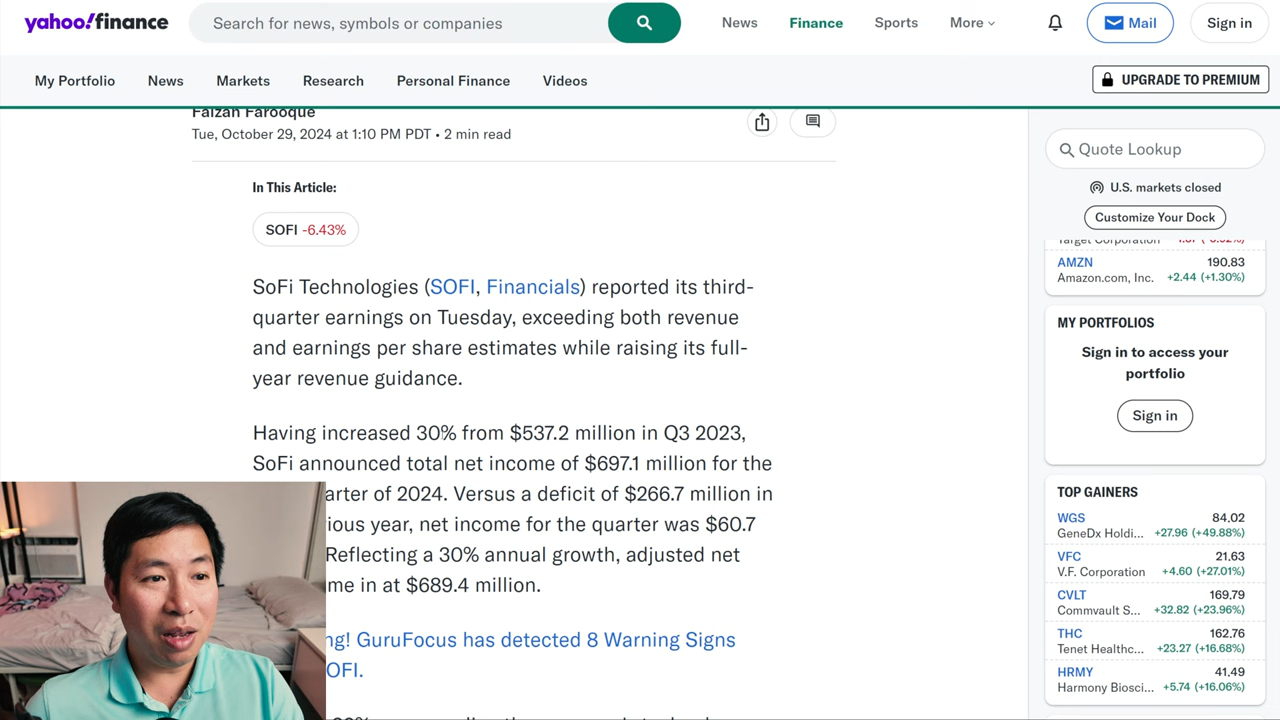 yahoo!finance
Search for news, symbols or companies
News
Finance
Sports
More
Mail
Sign in
My Portfolio
News
Markets
Research
Personal Finance
Videos
UPGRADE TO PREMIUM
Faizan Farooque
Tue, October 29, 2024 at 1:10 PM PDT • 2 min read
In This Article:
SOFI -6.43%
SoFi Technologies (SOFI, Financials) reported its third-
quarter earnings on Tuesday, exceeding both revenue
and earnings per share estimates while raising its full-
year revenue guidance.
Having increased 30% from $537.2 million in Q3 2023,
SoFi announced total net income of $697.1 million for the
arter of 2024. Versus a deficit of $266.7 million in
ious year, net income for the quarter was $60.7
Reflecting a 30% annual growth, adjusted net
me in at $689.4 million.
ng! GuruFocus has detected 8 Warning Signs
OFI.
Quote Lookup
U.S. markets closed
Customize Your Dock
Target Corporation
AMZN 190.83
Amazon.com, Inc. +2.44 (+1.30%)
MY PORTFOLIOS
Sign in to access your
portfolio
Sign in
TOP GAINERS
WGS 84.02
GeneDx Holdi... +27.96 (+49.88%)
VFC 21.63
V.F. Corporation +4.60 (+27.01%)
CVLT 169.79
Commvault S... +32.82 (+23.96%)
THC 162.76
Tenet Healthc... +23.27 (+16.68%)
HRMY 41.49
Harmony Biosci... +5.74 (+16.06%)